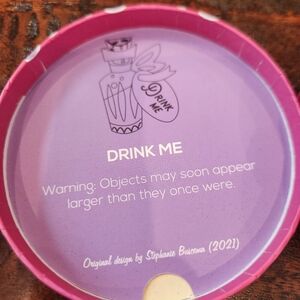 DRINK
ME
DRINK ME
Warning: Objects may soon appear
larger than they once were.
Original design by Stephanie Buscema (2021)